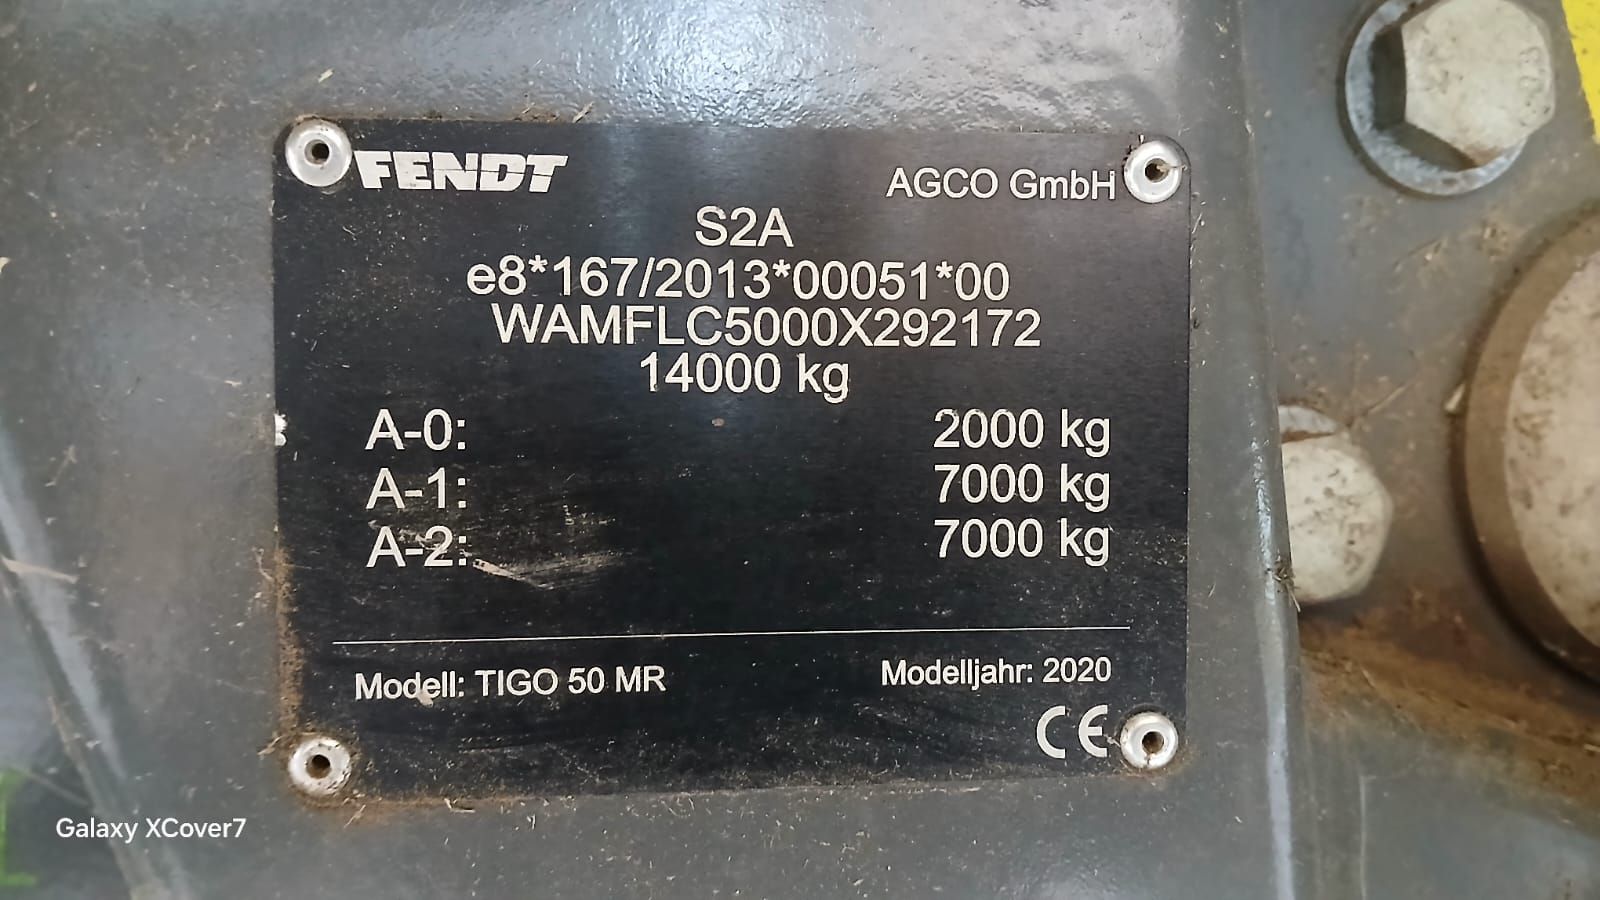 FENDT
AGCO GmbH
S2A
e8*167/2013*00051*00
WAMFLC5000X292172
14000 kg
A-0: 2000 kg
A-1: 7000 kg
A-2: 7000 kg
Modell: TIGO 50 MR
Modelljahr: 2020
CE
Galaxy XCover7